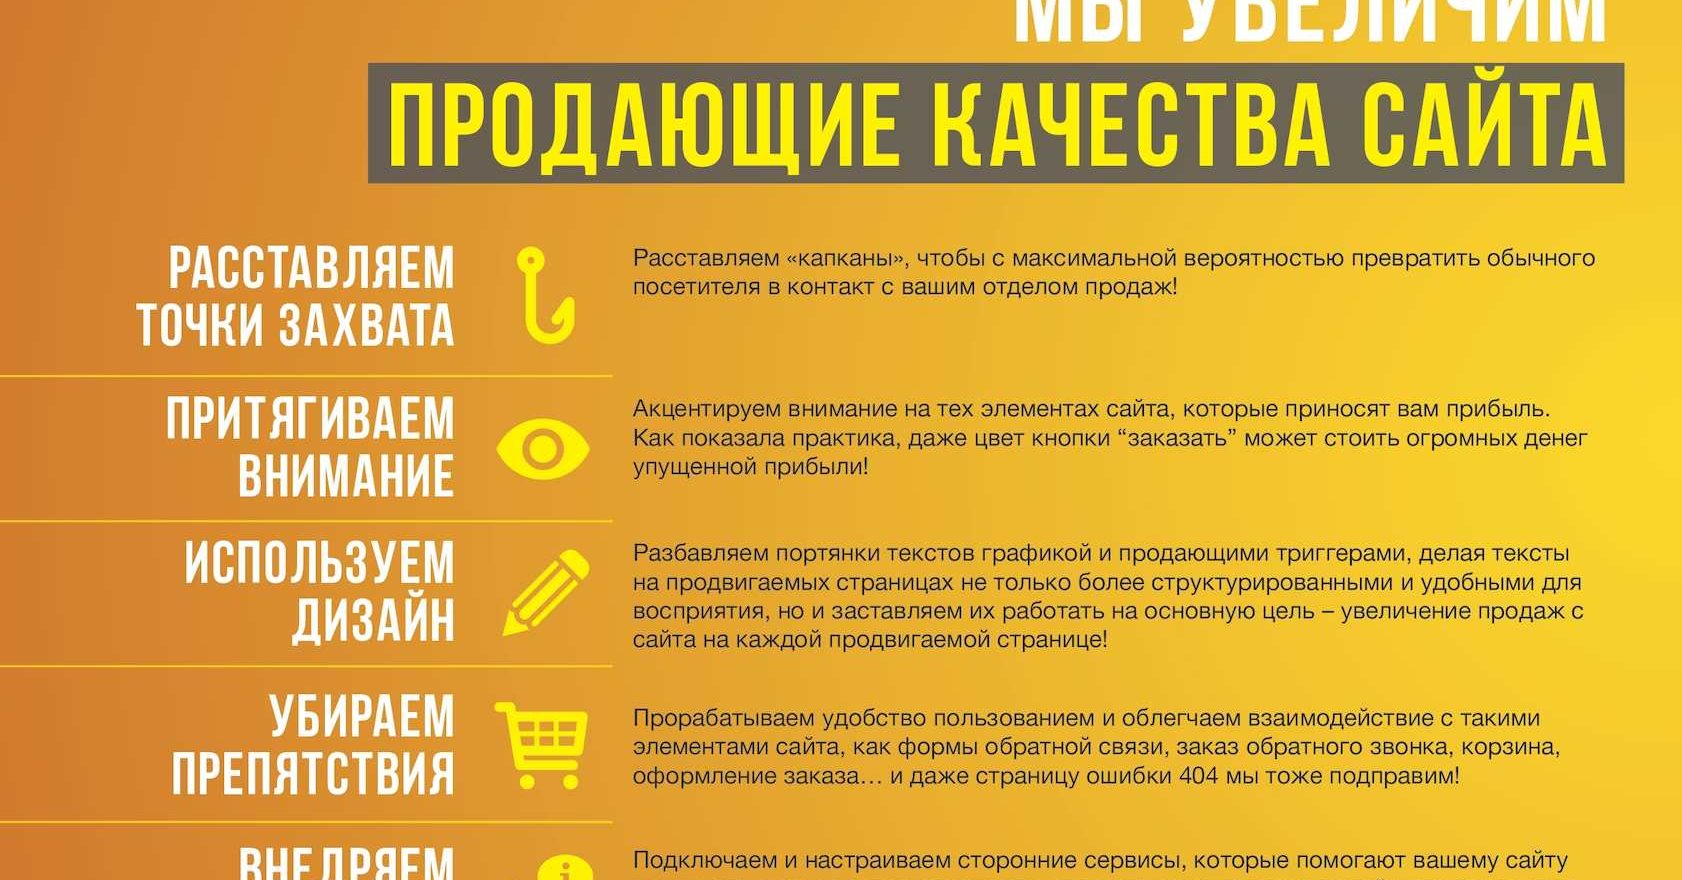 МЫ УВЕЛИЧИМ
ПРОДАЮЩИЕ КАЧЕСТВА САЙТА
РАССТАВЛЯЕМ
ТОЧКИ ЗАХВАТА
Расставляем «капканы», чтобы с максимальной вероятностью превратить обычного
посетителя в контакт с вашим отделом продаж!
ПРИТЯГИВАЕМ
ВНИМАНИЕ
Акцентируем внимание на тех элементах сайта, которые приносят вам прибыль.
Как показала практика, даже цвет кнопки “заказать” может стоить огромных денег
упущенной прибыли!
ИСПОЛЬЗУЕМ
ДИЗАЙН
Разбавляем портянки текстов графикой и продающими триггерами, делая тексты
на продвигаемых страницах не только более структурированными и удобными для
восприятия, но и заставляем их работать на основную цель – увеличение продаж с
сайта на каждой продвигаемой странице!
УБИРАЕМ
ПРЕПЯТСТВИЯ
Прорабатываем удобство пользованием и облегчаем взаимодействие с такими
элементами сайта, как формы обратной связи, заказ обратного звонка, корзина,
оформление заказа... и даже страницу ошибки 404 мы тоже подправим!
ВНЕДРЯЕМ
Подключаем и настраиваем сторонние сервисы, которые помогают вашему сайту